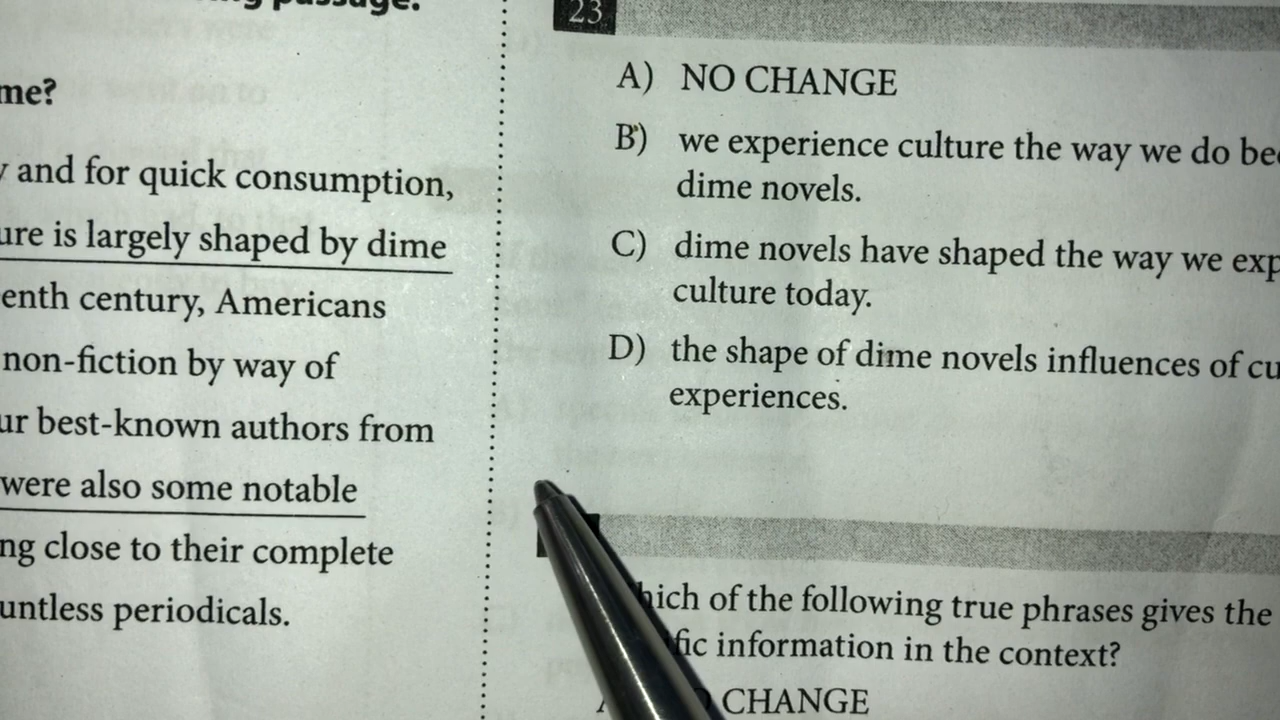 passage.
me?
and for quick consumption,
ure is largely shaped by dime
enth century, Americans
non-fiction by way of
ur best-known authors from
were also some notable
ng close to their complete
untless periodicals.
23
A) NO CHANGE
B) we experience culture the way we do bec
dime novels.
C) dime novels have shaped the way we exp
culture today.
D) the shape of dime novels influences of cu
experiences.
hich of the following true phrases gives the
fic information in the context?
CHANGE